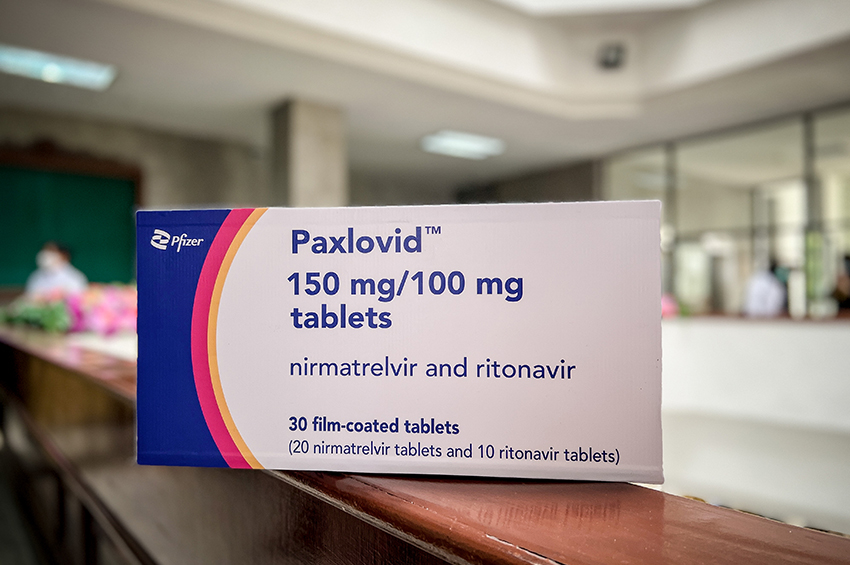 Pfizer
Paxlovid™
150 mg/100 mg
tablets
nirmatrelvir and ritonavir
30 film-coated tablets
(20 nirmatrelvir tablets and 10 ritonavir tablets)